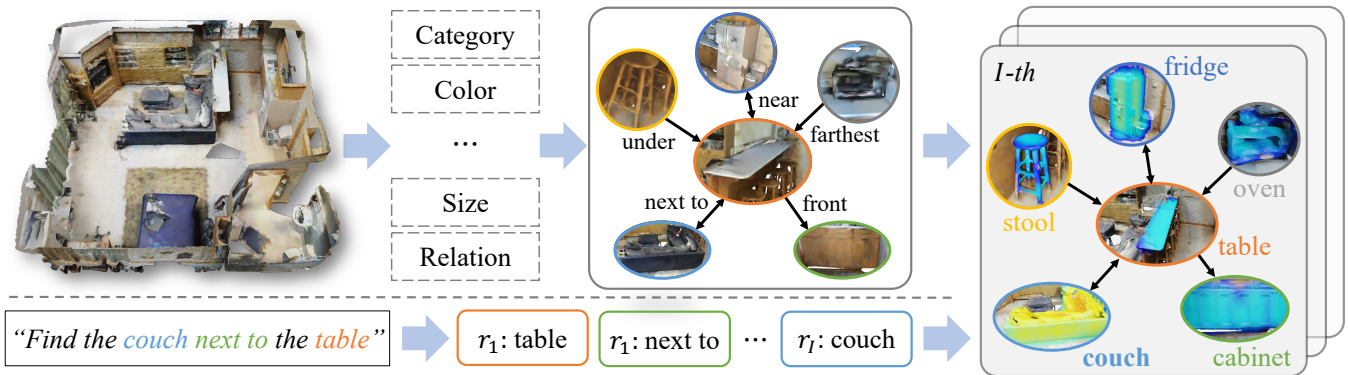 Category
Color
...
Size
Relation
near
farthest
under
next to
front
I-th
fridge
oven
stool
table
couch
cabinet
“Find the couch next to the table”
r₁: table
r₁: next to
...
r_I: couch